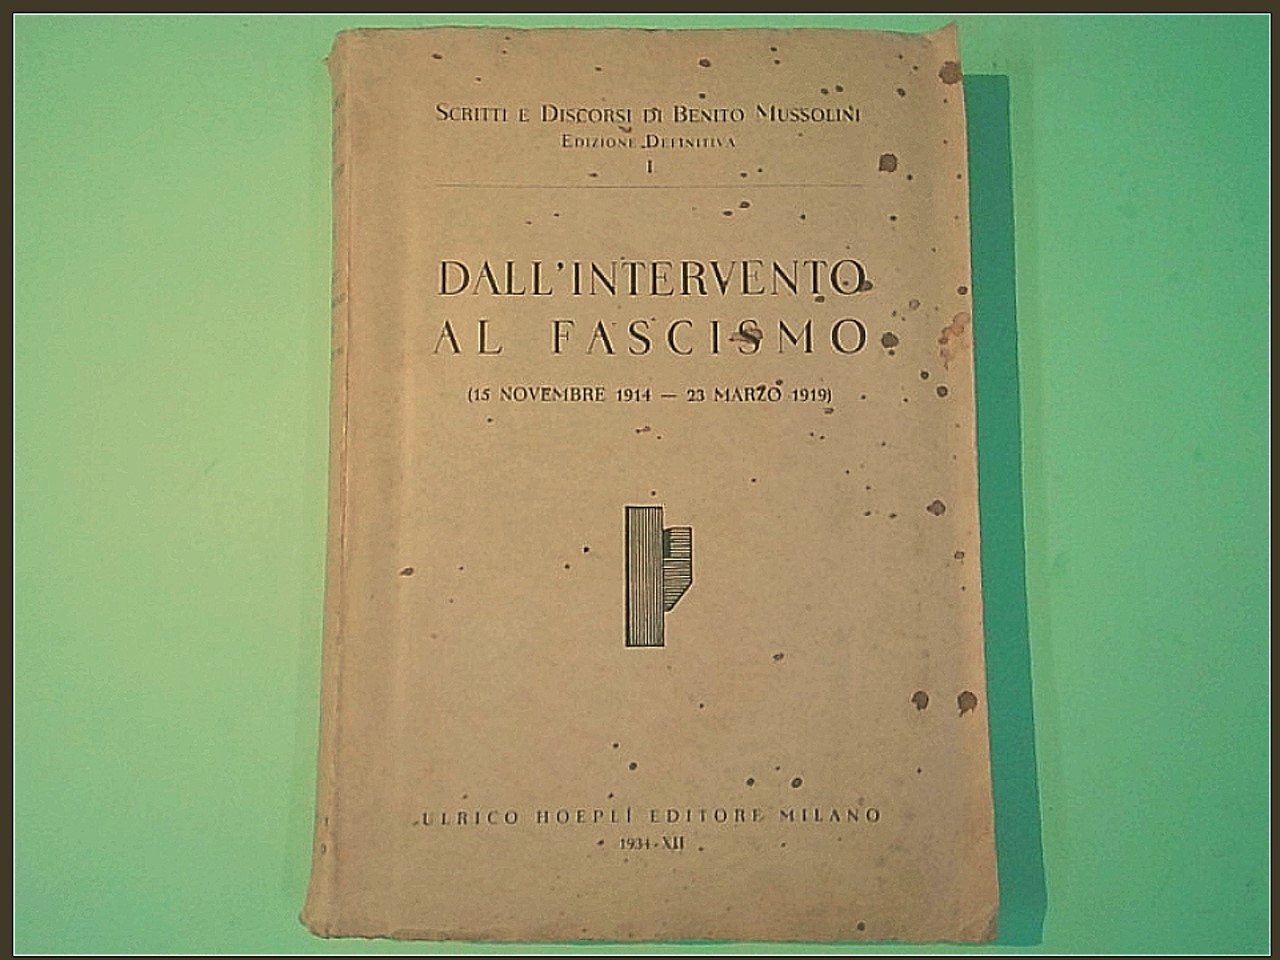 SCRITTI E DISCORSI DI BENITO MUSSOLINI
EDIZIONE DEFINITIVA
I
DALL'INTERVENTO
AL FASCISMO
(15 NOVEMBRE 1914 — 23 MARZO 1919)
ULRICO HOEPLI EDITORE MILANO
1934-XII